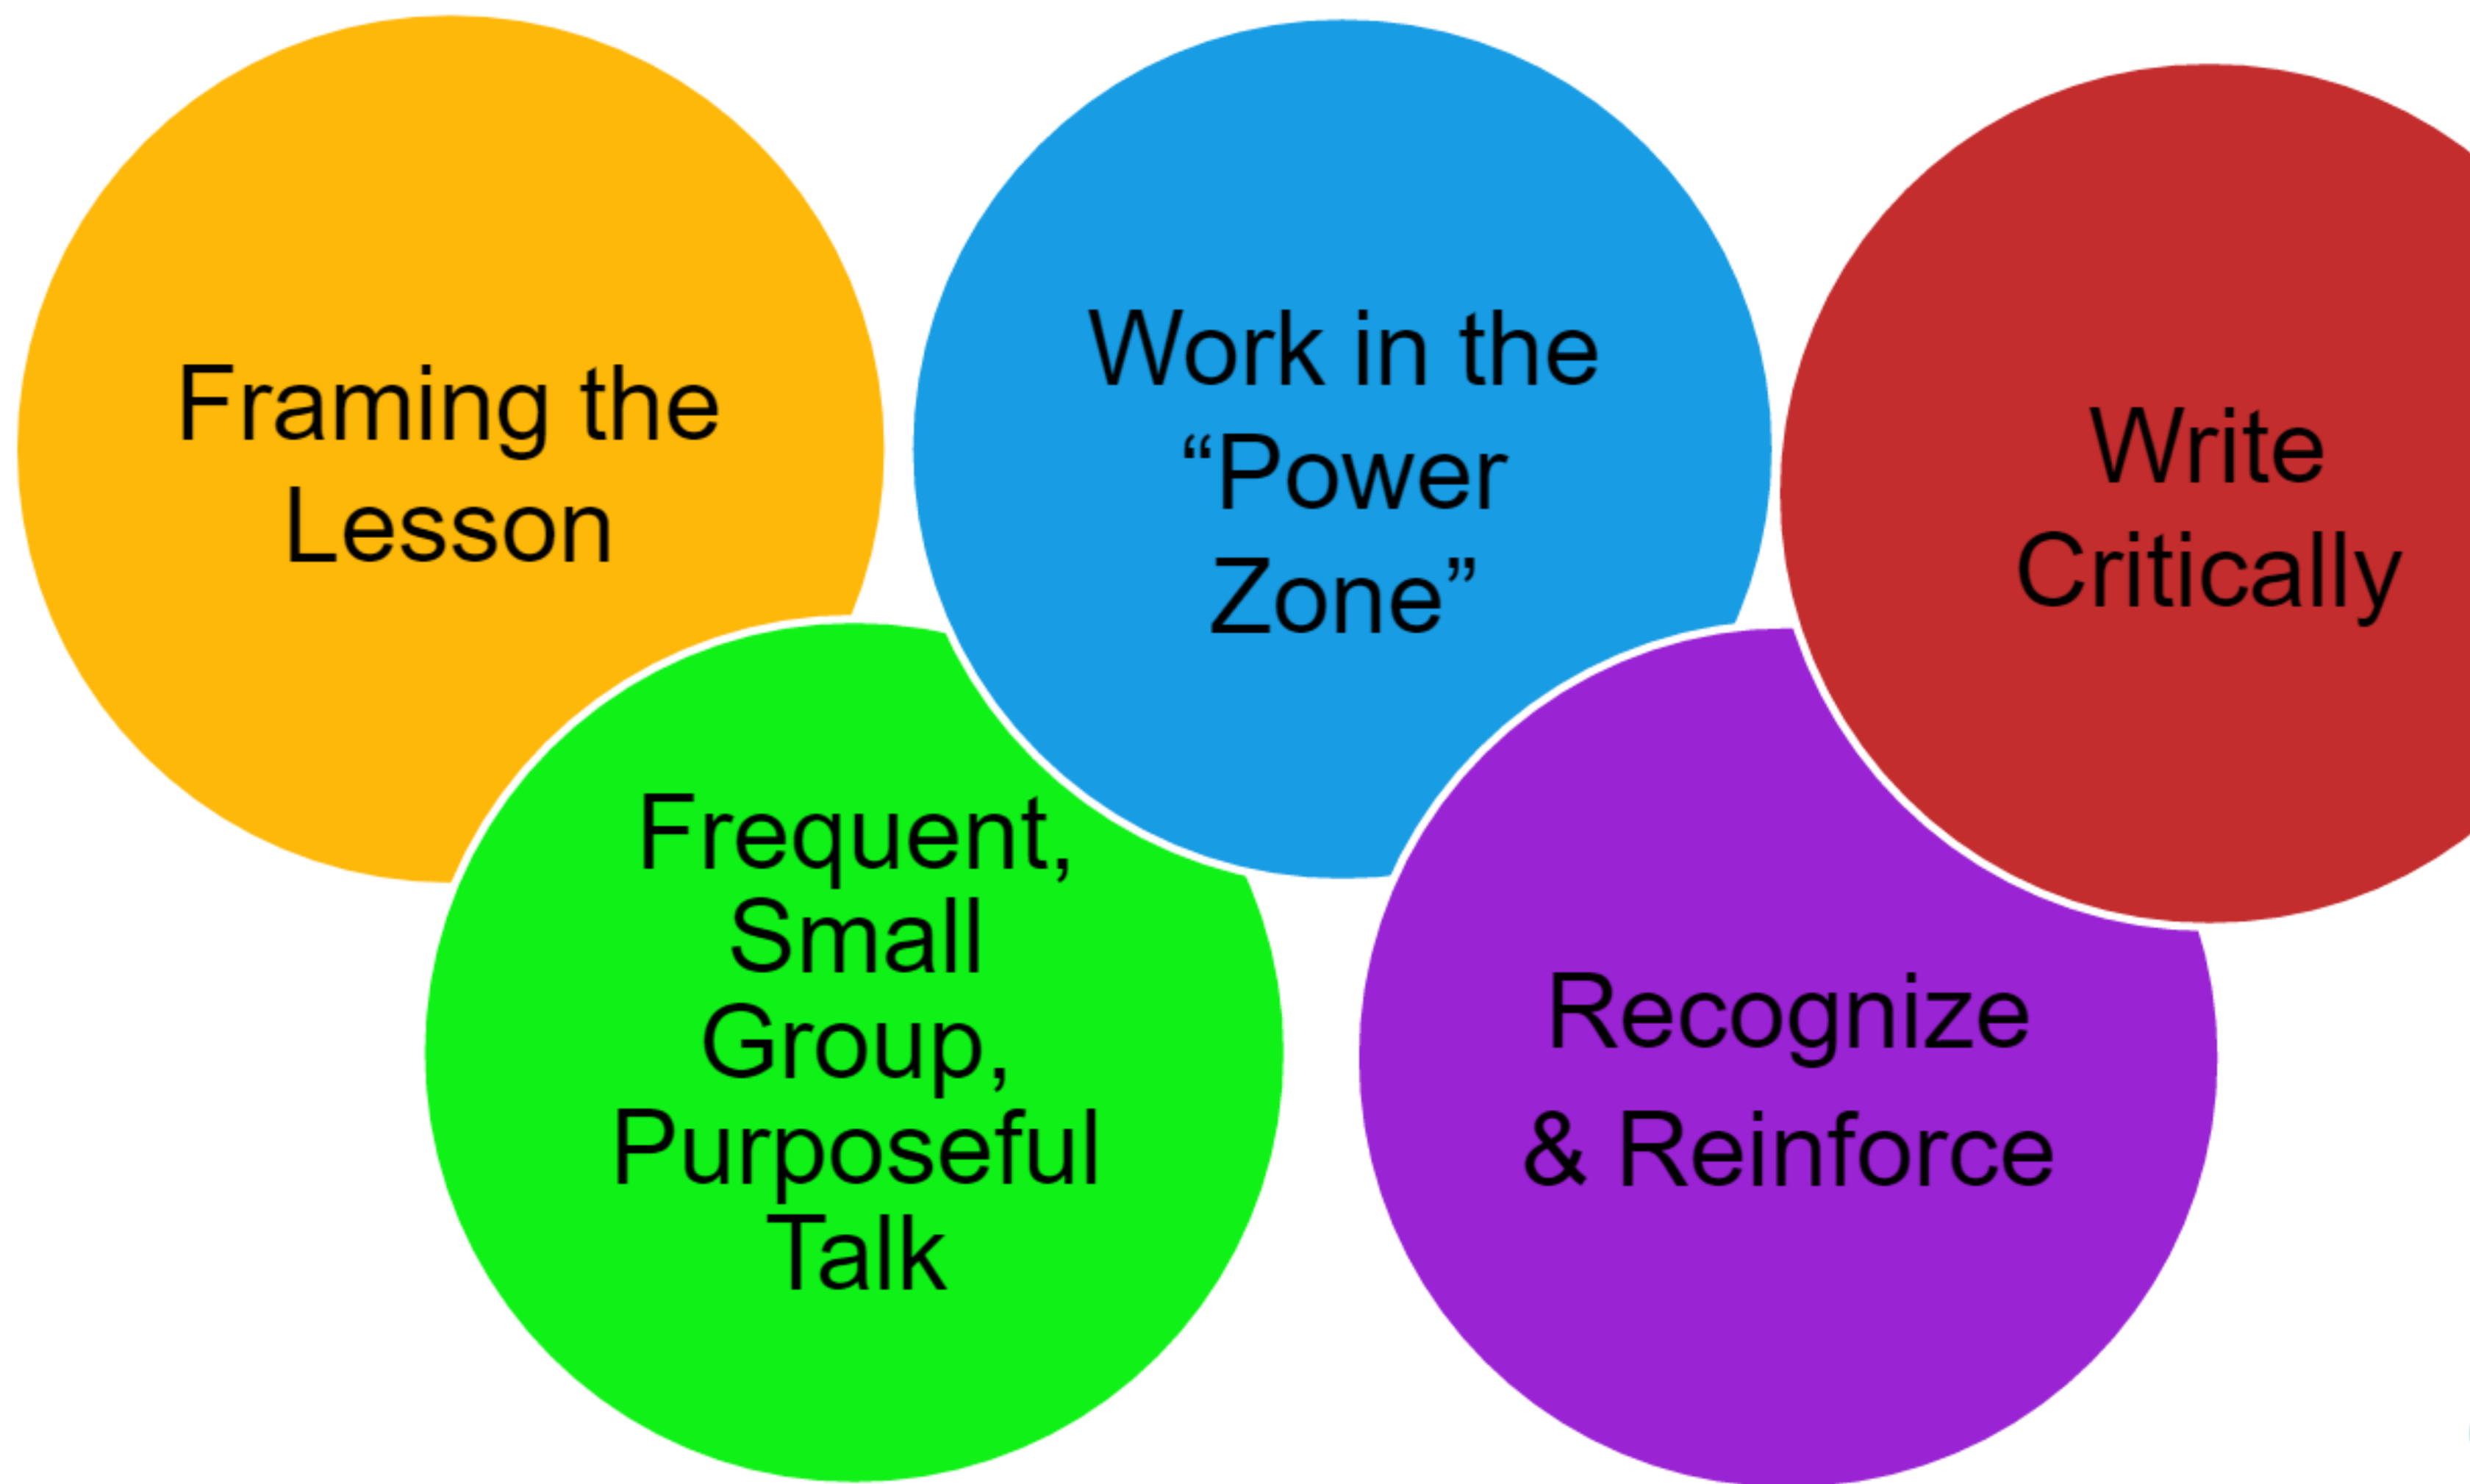 Framing the
Lesson
Work in the
“Power
Zone”
Write
Critically
Frequent,
Small
Group,
Purposeful
Talk
Recognize
& Reinforce